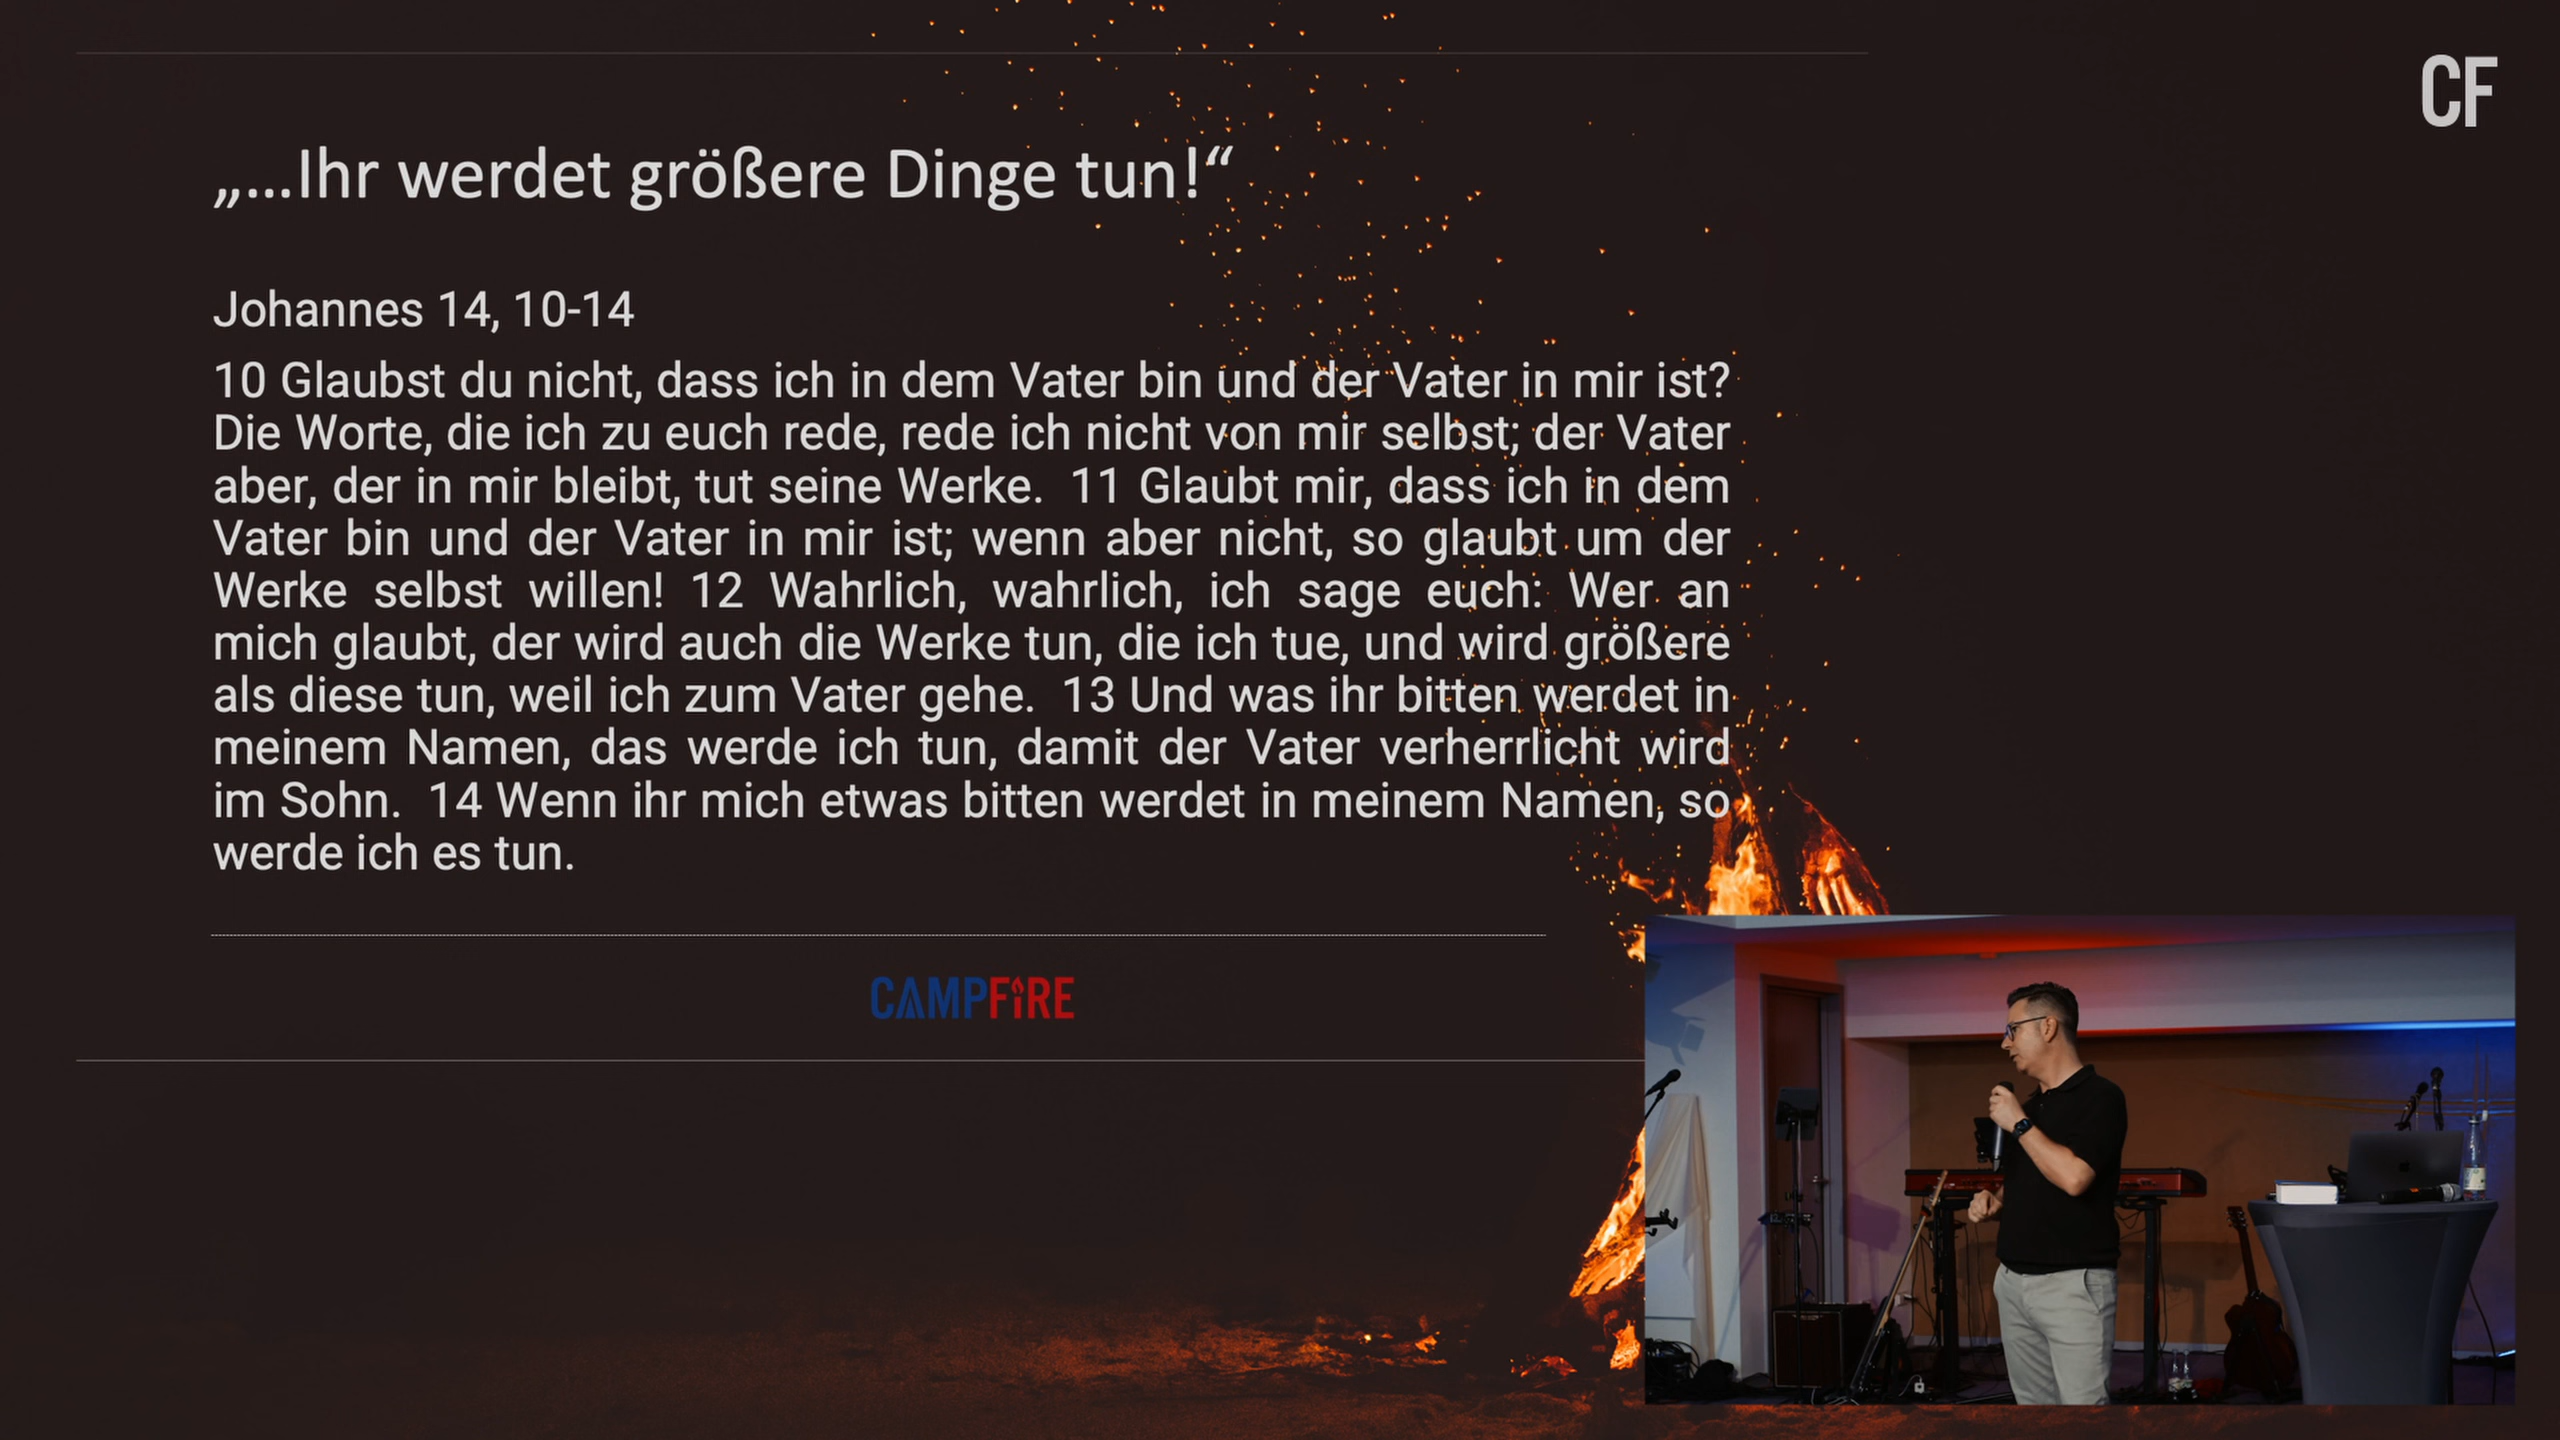 CF
„...Ihr werdet größere Dinge tun!“
Johannes 14, 10-14
10 Glaubst du nicht, dass ich in dem Vater bin und der Vater in mir ist?
Die Worte, die ich zu euch rede, rede ich nicht von mir selbst; der Vater
aber, der in mir bleibt, tut seine Werke. 11 Glaubt mir, dass ich in dem
Vater bin und der Vater in mir ist; wenn aber nicht, so glaubt um der
Werke selbst willen! 12 Wahrlich, wahrlich, ich sage euch: Wer an
mich glaubt, der wird auch die Werke tun, die ich tue, und wird größere
als diese tun, weil ich zum Vater gehe. 13 Und was ihr bitten werdet in
meinem Namen, das werde ich tun, damit der Vater verherrlicht wird
im Sohn. 14 Wenn ihr mich etwas bitten werdet in meinem Namen, so
werde ich es tun.
CAMPFIRE